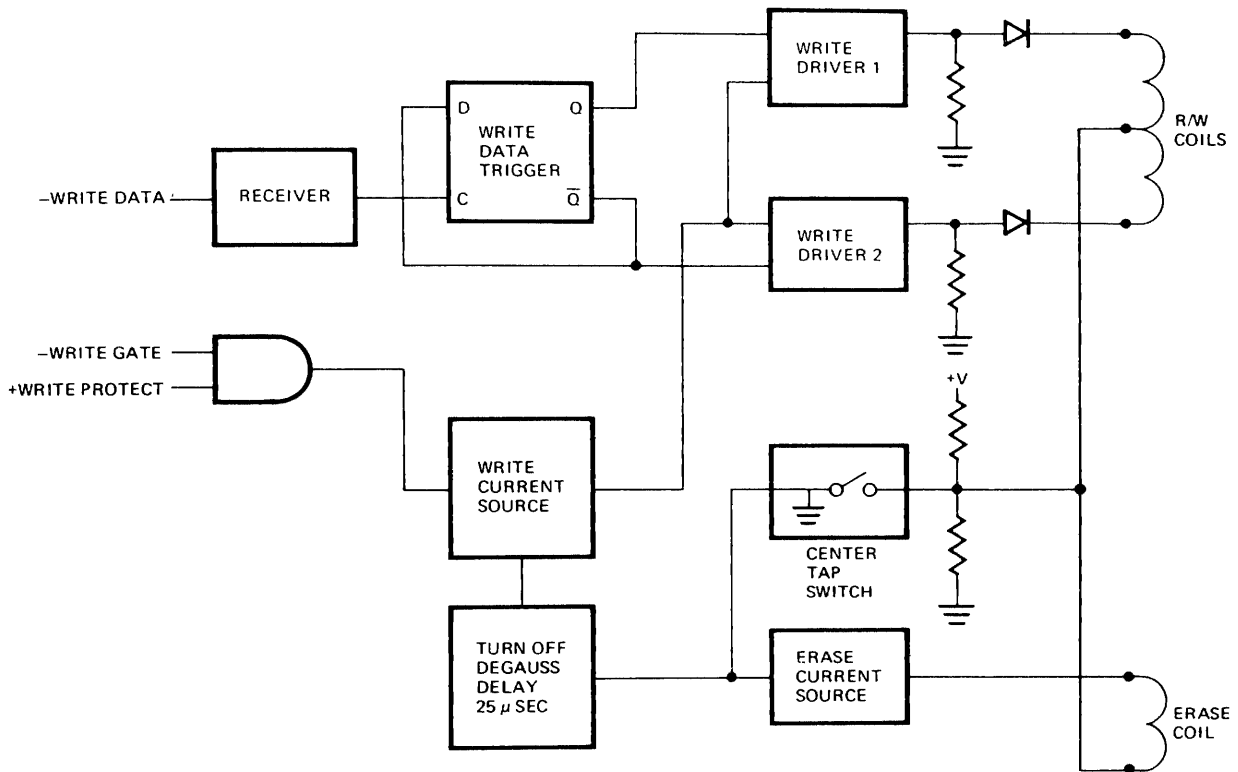 WRITE
DRIVER 1
D
Q
WRITE
DATA
TRIGGER
C
Q̅
R/W
COILS
–WRITE DATA
RECEIVER
WRITE
DRIVER 2
–WRITE GATE
+WRITE PROTECT
+V
WRITE
CURRENT
SOURCE
CENTER
TAP
SWITCH
TURN OFF
DEGAUSS
DELAY
25 μ SEC
ERASE
CURRENT
SOURCE
ERASE
COIL